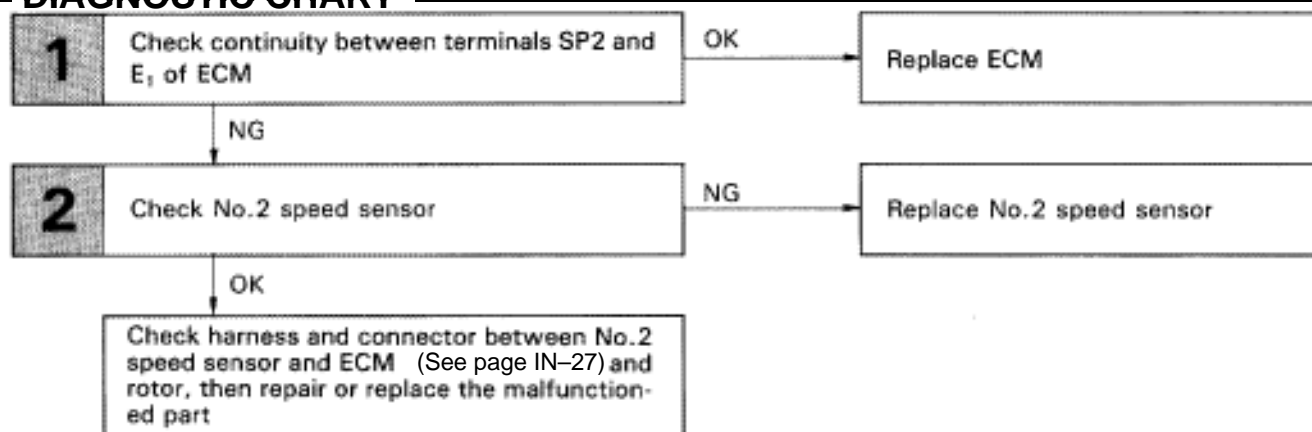 DIAGNOSTIC CHART
1
Check continuity between terminals SP2 and
E₁ of ECM
OK
Replace ECM
NG
2
Check No.2 speed sensor
NG
Replace No.2 speed sensor
OK
Check harness and connector between No.2
speed sensor and ECM (See page IN–27) and
rotor, then repair or replace the malfunction-
ed part